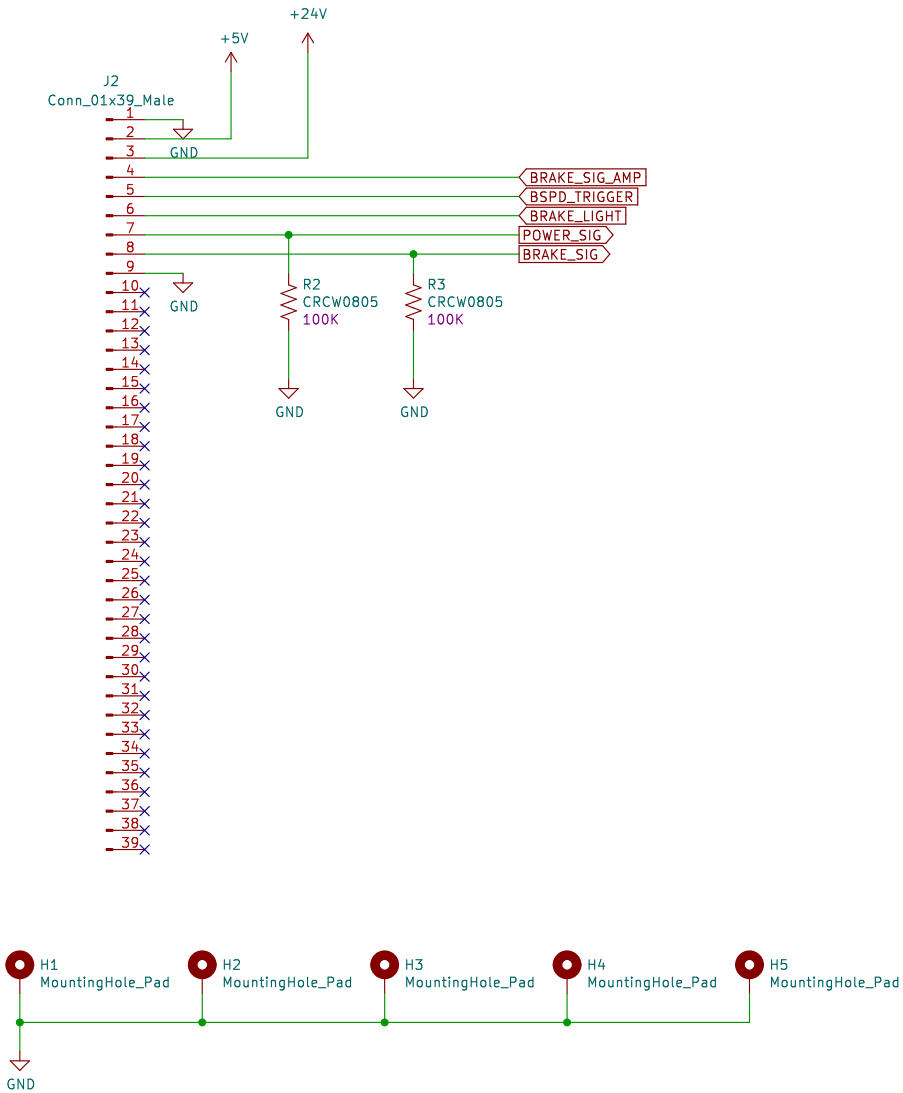 +24V
+5V
J2
Conn_01x39_Male
1
2
3
GND
4
BRAKE_SIG_AMP
5
BSPD_TRIGGER
6
BRAKE_LIGHT
7
POWER_SIG
8
BRAKE_SIG
9
GND
10
11
12
13
14
15
16
17
18
19
20
21
22
23
24
25
26
27
28
29
30
31
32
33
34
35
36
37
38
39
R2
CRCW0805
100K
GND
R3
CRCW0805
100K
GND
H1
MountingHole_Pad
H2
MountingHole_Pad
H3
MountingHole_Pad
H4
MountingHole_Pad
H5
MountingHole_Pad
GND